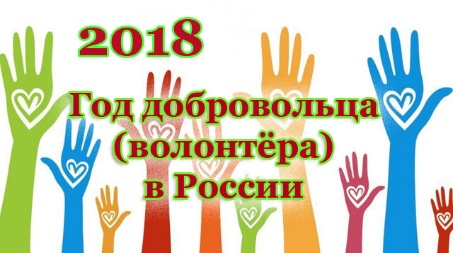 2018
Год добровольца
(волонтёра)
в России